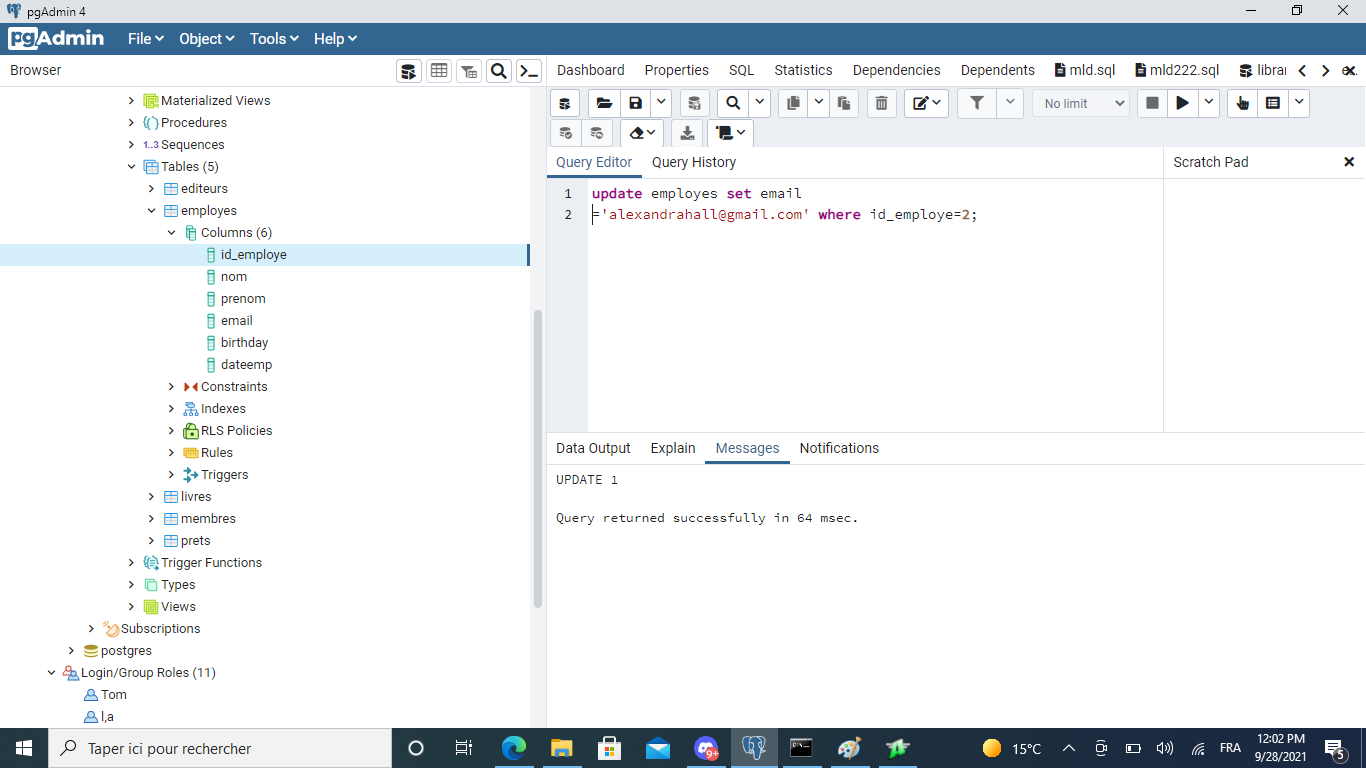 pgAdmin 4
pgAdmin
File
Object
Tools
Help
Browser
Materialized Views
Procedures
1..3 Sequences
Tables (5)
editeurs
employes
Columns (6)
id_employe
nom
prenom
email
birthday
dateemp
Constraints
Indexes
RLS Policies
Rules
Triggers
livres
membres
prets
Trigger Functions
Types
Views
Subscriptions
postgres
Login/Group Roles (11)
Tom
l,a
Dashboard
Properties
SQL
Statistics
Dependencies
Dependents
mld.sql
mld222.sql
No limit
Query Editor
Query History
Scratch Pad
1 update employes set email
2 ='alexandrahall@gmail.com' where id_employe=2;
Data Output
Explain
Messages
Notifications
UPDATE 1
Query returned successfully in 64 msec.
Taper ici pour rechercher
9+
15°C
FRA
12:02 PM
9/28/2021
5